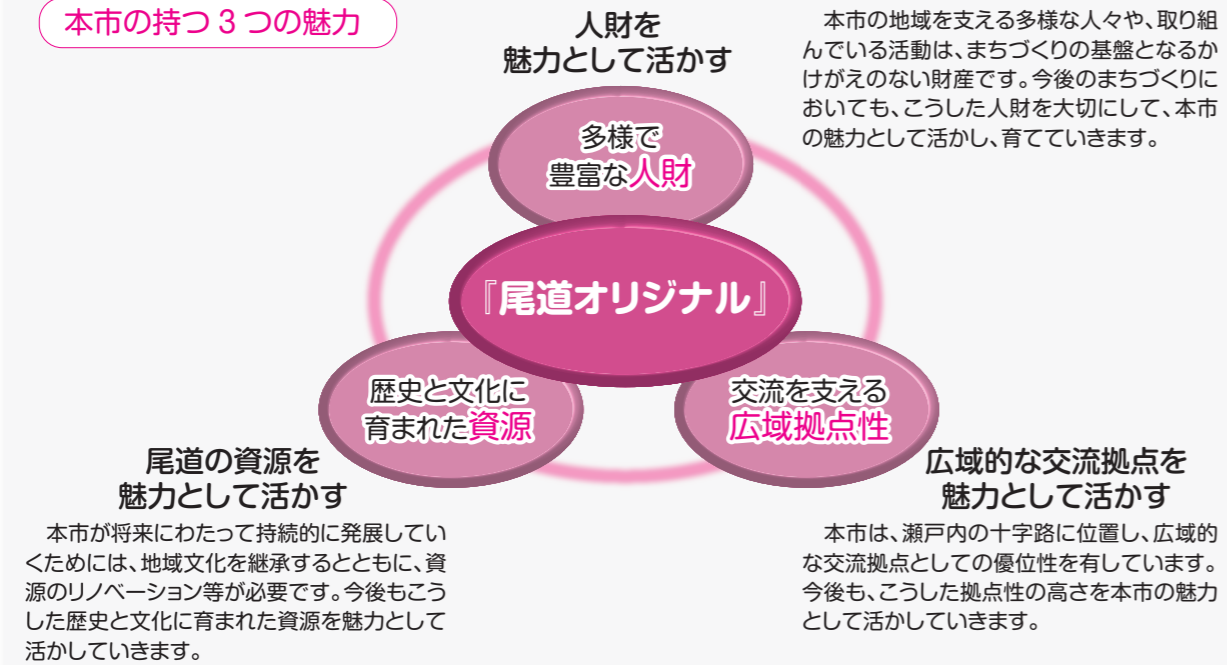 本市の持つ3つの魅力
人財を
魅力として活かす
本市の地域を支える多様な人々や、取り組
んでいる活動は、まちづくりの基盤となるか
けがえのない財産です。今後のまちづくりに
おいても、こうした人財を大切にして、本市
の魅力として活かし、育てていきます。
多様で
豊富な人財
『尾道オリジナル』
歴史と文化に
育まれた資源
交流を支える
広域拠点性
尾道の資源を
魅力として活かす
本市が将来にわたって持続的に発展してい
くためには、地域文化を継承するとともに、資
源のリノベーション等が必要です。今後もこう
した歴史と文化に育まれた資源を魅力として
活かしていきます。
広域的な交流拠点を
魅力として活かす
本市は、瀬戸内の十字路に位置し、広域的
な交流拠点としての優位性を有しています。
今後も、こうした拠点性の高さを本市の魅力
として活かしていきます。